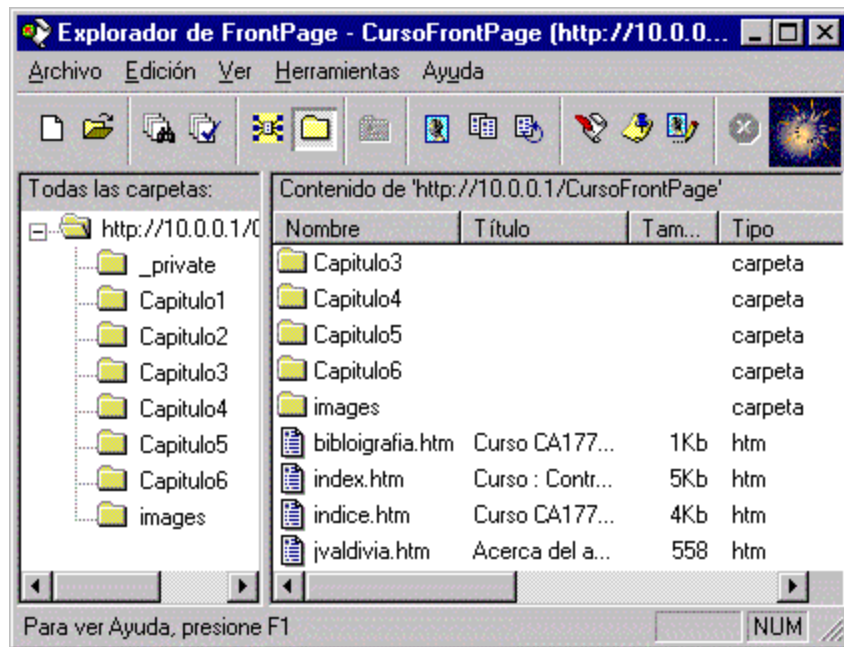 Explorador de FrontPage - CursoFrontPage (http://10.0.0...
Archivo Edición Ver Herramientas Ayuda
Todas las carpetas:
http://10.0.0.1/C
_private
Capitulo1
Capitulo2
Capitulo3
Capitulo4
Capitulo5
Capitulo6
images
Contenido de 'http://10.0.0.1/CursoFrontPage'
Nombre Título Tam... Tipo
Capitulo3 carpeta
Capitulo4 carpeta
Capitulo5 carpeta
Capitulo6 carpeta
images carpeta
bibloigrafia.htm Curso CA177... 1Kb htm
index.htm Curso : Contr... 5Kb htm
indice.htm Curso CA177... 4Kb htm
jvaldivia.htm Acerca del a... 558 htm
Para ver Ayuda, presione F1 NUM